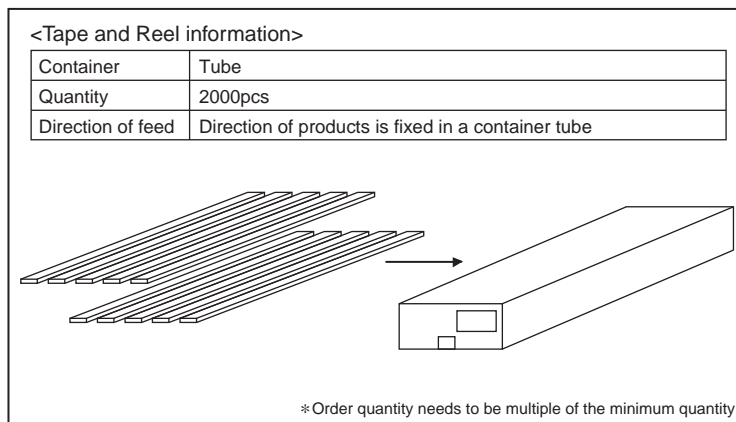 <Tape and Reel information>
Container Tube
Quantity 2000pcs
Direction of feed Direction of products is fixed in a container tube
*Order quantity needs to be multiple of the minimum quantity